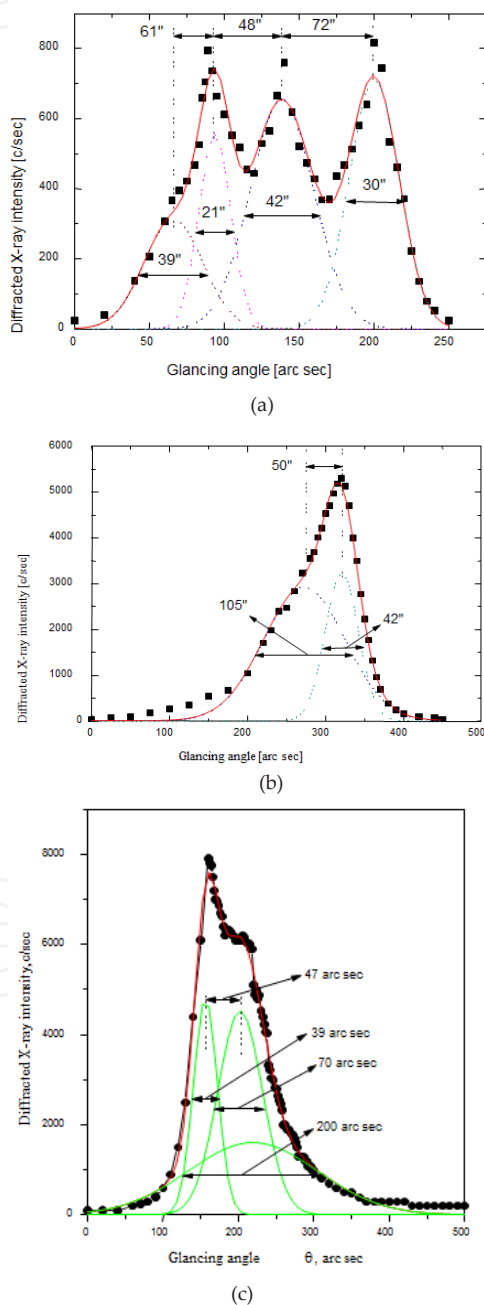 61" 48" 72"
800
600
400
200
0
Diffracted X-ray intensity [c/sec]
39"
21"
42"
30"
0 50 100 150 200 250
Glancing angle [arc sec]
(a)
6000
5000
4000
3000
2000
1000
0
Diffracted X-ray intensity [c/sec]
50"
105"
42"
0 100 200 300 400 500
Glancing angle [arc sec]
(b)
8000
6000
4000
2000
0
Diffracted X-ray intensity, c/sec
47 arc sec
39 arc sec
70 arc sec
200 arc sec
0 100 200 300 400 500
Glancing angle θ, arc sec
(c)